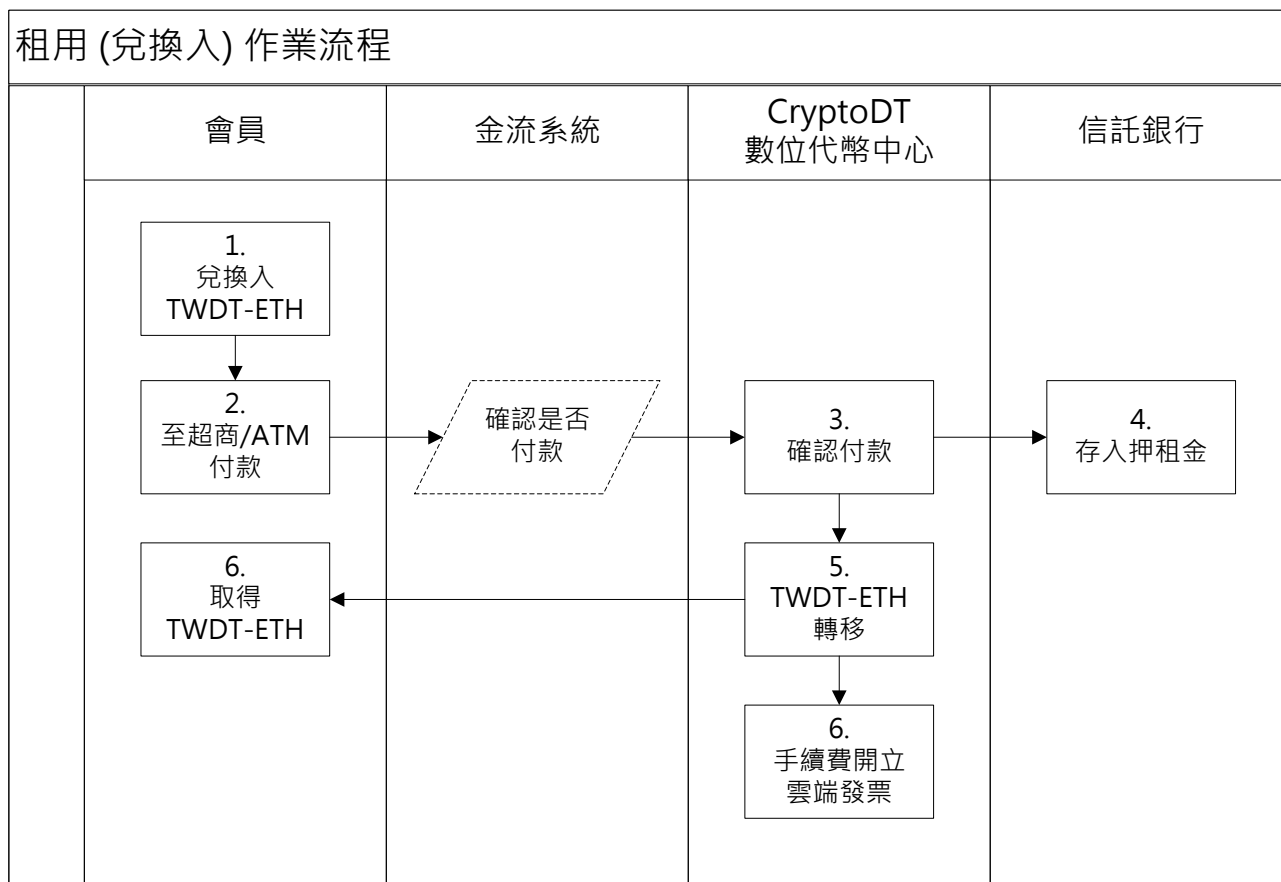 租用 (兌換入) 作業流程
會員
金流系統
CryptoDT
數位代幣中心
信託銀行
1.
兌換入
TWDT-ETH
2.
至超商/ATM
付款
確認是否
付款
3.
確認付款
4.
存入押租金
6.
取得
TWDT-ETH
5.
TWDT-ETH
轉移
6.
手續費開立
雲端發票